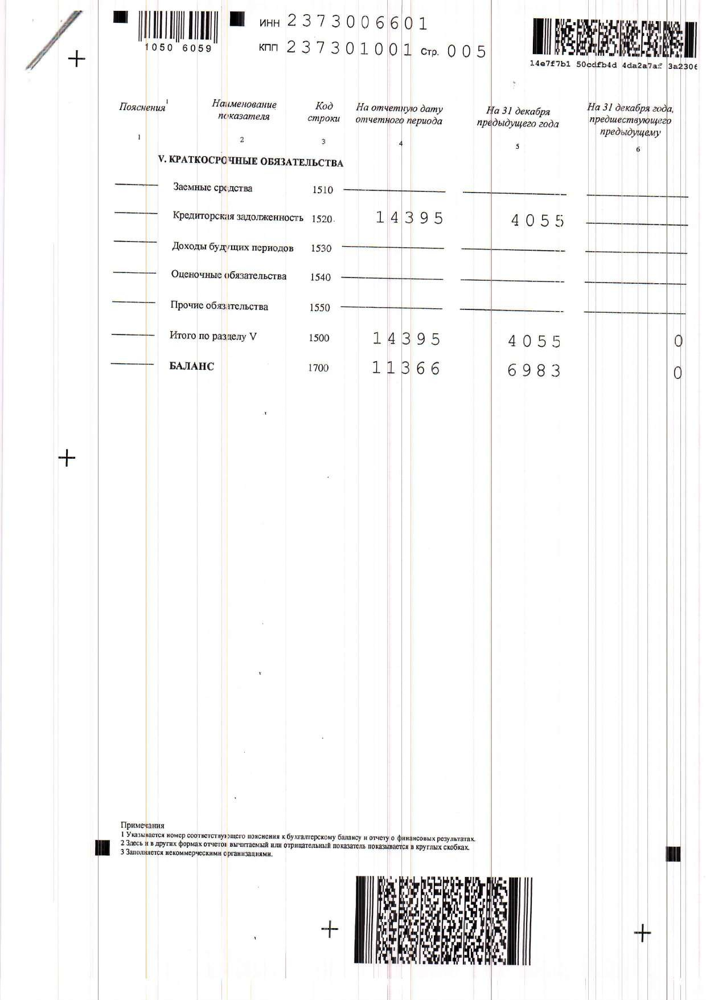 ИНН 2373006601
1050 6059
КПП 237301001 Стр. 005
14e7f7b1 50cdfb4d 4da2a7af
Пояснения 1 Наименование показателя Код строки На отчетную дату отчетного периода На 31 декабря предыдущего года На 31 декабря года, предшествующего предыдущему
1 2 3 4 5 6
V. КРАТКОСРОЧНЫЕ ОБЯЗАТЕЛЬСТВА
Заемные средства 1510
Кредиторская задолженность 1520 14395 4055
Доходы будущих периодов 1530
Оценочные обязательства 1540
Прочие обязательства 1550
Итого по разделу V 1500 14395 4055 0
БАЛАНС 1700 11366 6983 0
Примечания
1 Указывается номер соответствующего пояснения к бухгалтерскому балансу и отчету о финансовых результатах.
2 Здесь и в других формах отчетов вычитаемый или отрицательный показатель показывается в круглых скобках.
3 Заполняется некоммерческими организациями.